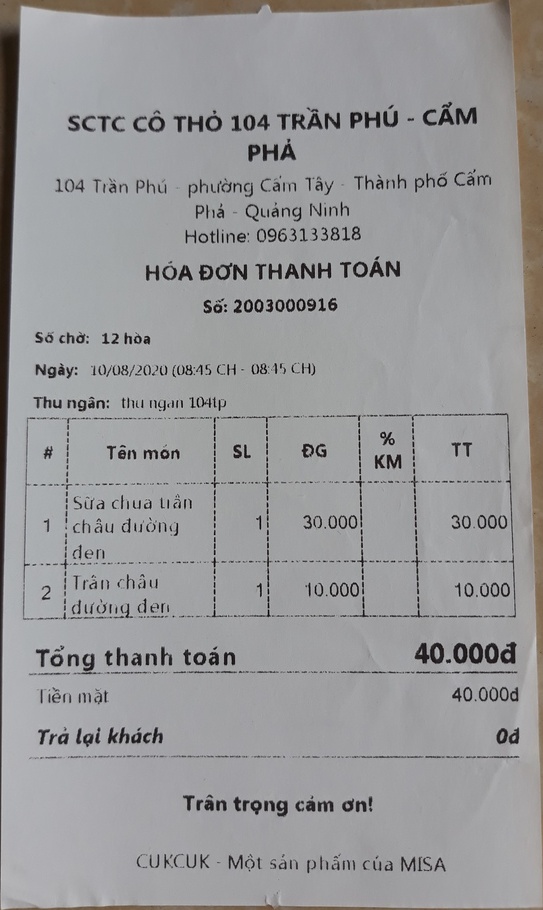 SCTC CÔ THỎ 104 TRẦN PHÚ - CẨM
PHẢ
104 Trần Phú - phường Cẩm Tây - Thành phố Cẩm
Phả - Quảng Ninh
Hotline: 0963133818
HÓA ĐƠN THANH TOÁN
Số: 2003000916
Số chờ: 12 hòa
Ngày: 10/08/2020 (08:45 CH - 08:45 CH)
Thu ngân: thu ngan 104tp
# Tên món SL ĐG % KM TT
1 Sữa chua trân châu đường đen 1 30.000 30.000
2 Trân châu đường đen 1 10.000 10.000
Tổng thanh toán 40.000đ
Tiền mặt 40.000đ
Trả lại khách 0đ
Trân trọng cảm ơn!
CUKCUK - Một sản phẩm của MISA